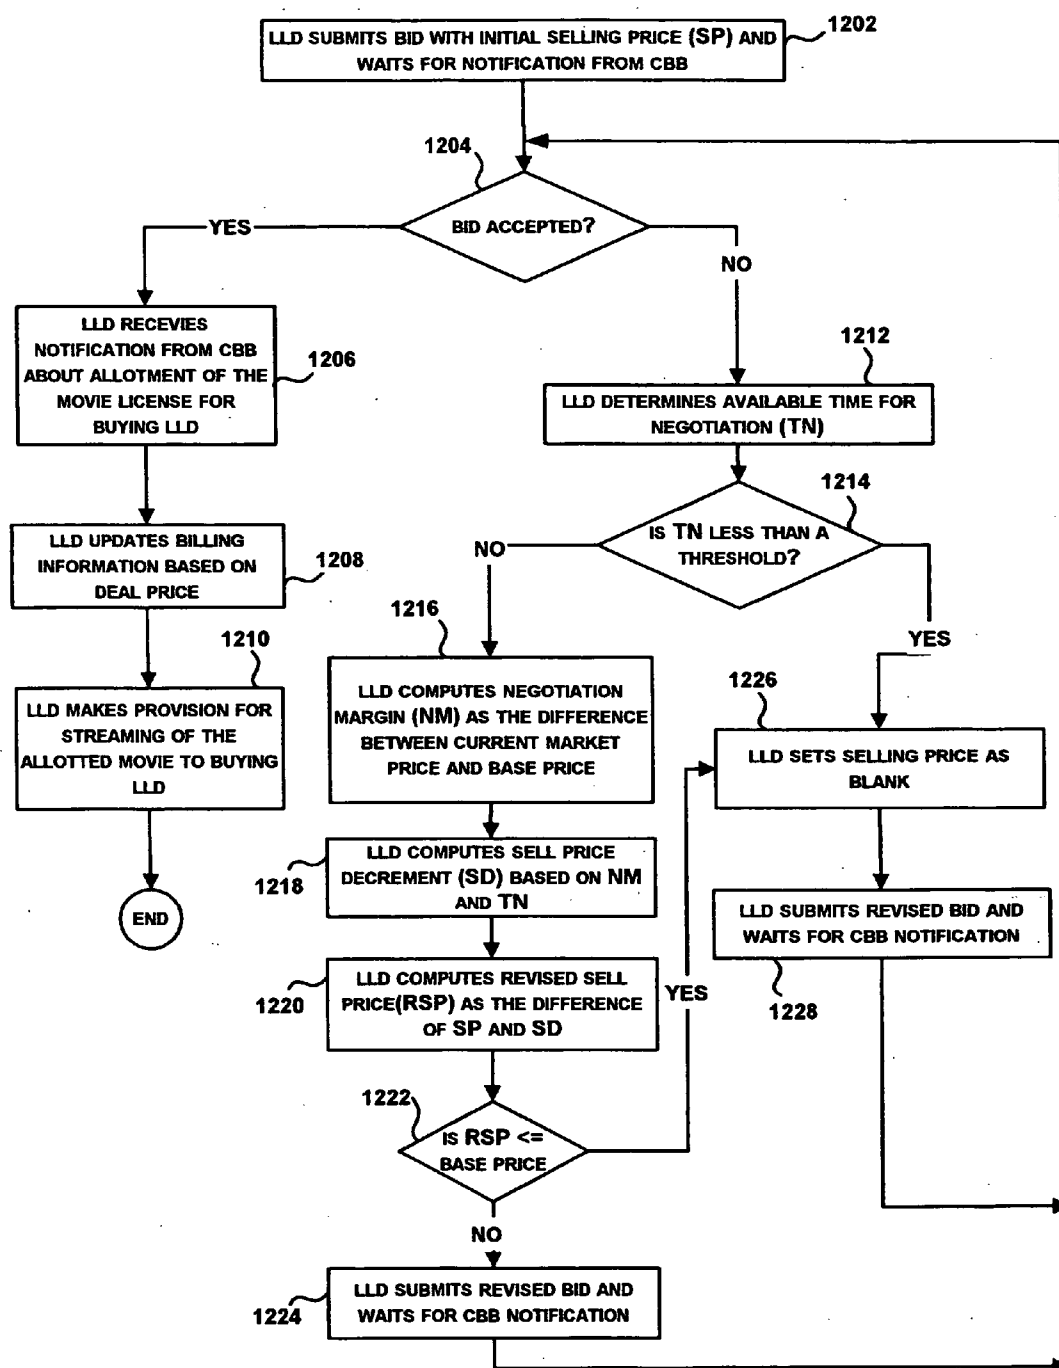 1202
LLD SUBMITS BID WITH INITIAL SELLING PRICE (SP) AND
WAITS FOR NOTIFICATION FROM CBB
1204
BID ACCEPTED?
YES
NO
LLD RECEVIES
NOTIFICATION FROM CBB
ABOUT ALLOTMENT OF THE
MOVIE LICENSE FOR
BUYING LLD
1206
1212
LLD DETERMINES AVAILABLE TIME FOR
NEGOTIATION (TN)
1214
IS TN LESS THAN A
THRESHOLD?
NO
YES
LLD UPDATES BILLING
INFORMATION BASED ON
DEAL PRICE
1208
1210
LLD MAKES PROVISION FOR
STREAMING OF THE
ALLOTTED MOVIE TO BUYING
LLD
END
1216
LLD COMPUTES NEGOTIATION
MARGIN (NM) AS THE DIFFERENCE
BETWEEN CURRENT MARKET
PRICE AND BASE PRICE
1226
LLD SETS SELLING PRICE AS
BLANK
1218
LLD COMPUTES SELL PRICE
DECREMENT (SD) BASED ON NM
AND TN
LLD SUBMITS REVISED BID AND
WAITS FOR CBB NOTIFICATION
1228
1220
LLD COMPUTES REVISED SELL
PRICE(RSP) AS THE DIFFERENCE
OF SP AND SD
YES
1222
IS RSP <=
BASE PRICE
NO
LLD SUBMITS REVISED BID AND
WAITS FOR CBB NOTIFICATION
1224